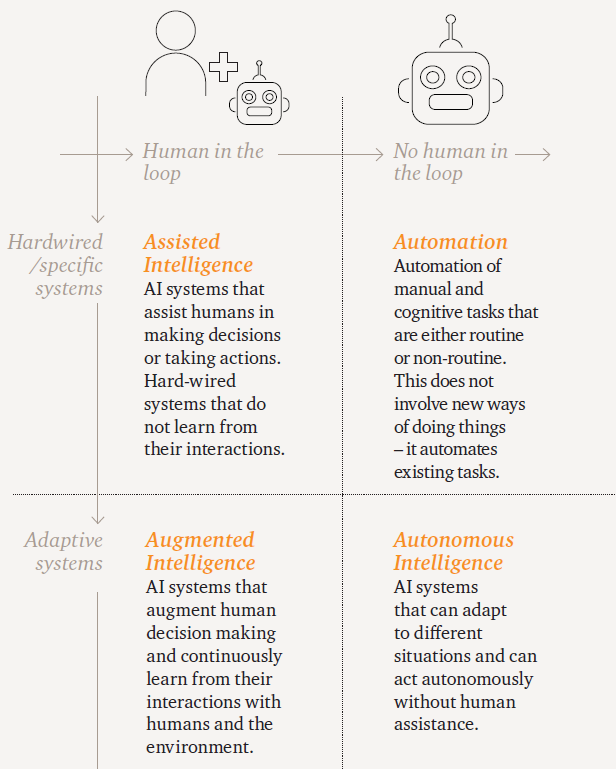 Human in the
loop
No human in
the loop
Hardwired
/specific
systems
Assisted
Intelligence
AI systems that
assist humans in
making decisions
or taking actions.
Hard-wired
systems that do
not learn from
their interactions.
Automation
Automation of
manual and
cognitive tasks that
are either routine
or non-routine.
This does not
involve new ways
of doing things
– it automates
existing tasks.
Adaptive
systems
Augmented
Intelligence
AI systems that
augment human
decision making
and continuously
learn from their
interactions with
humans and the
environment.
Autonomous
Intelligence
AI systems
that can adapt
to different
situations and can
act autonomously
without human
assistance.